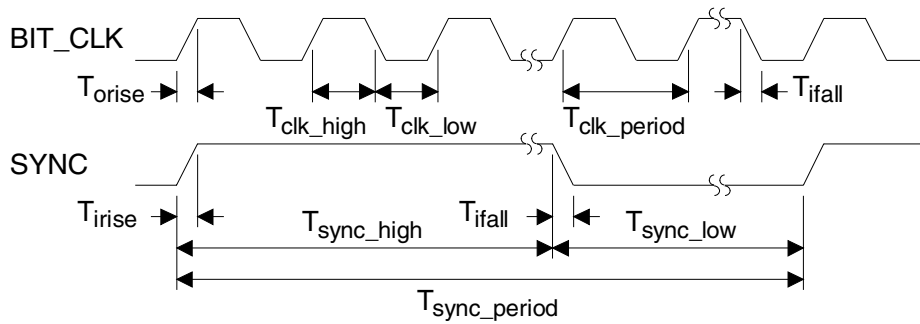 BIT_CLK
Torise
Tclk_high
Tclk_low
Tclk_period
Tifall
SYNC
Tirise
Tsync_high
Tifall
Tsync_low
Tsync_period